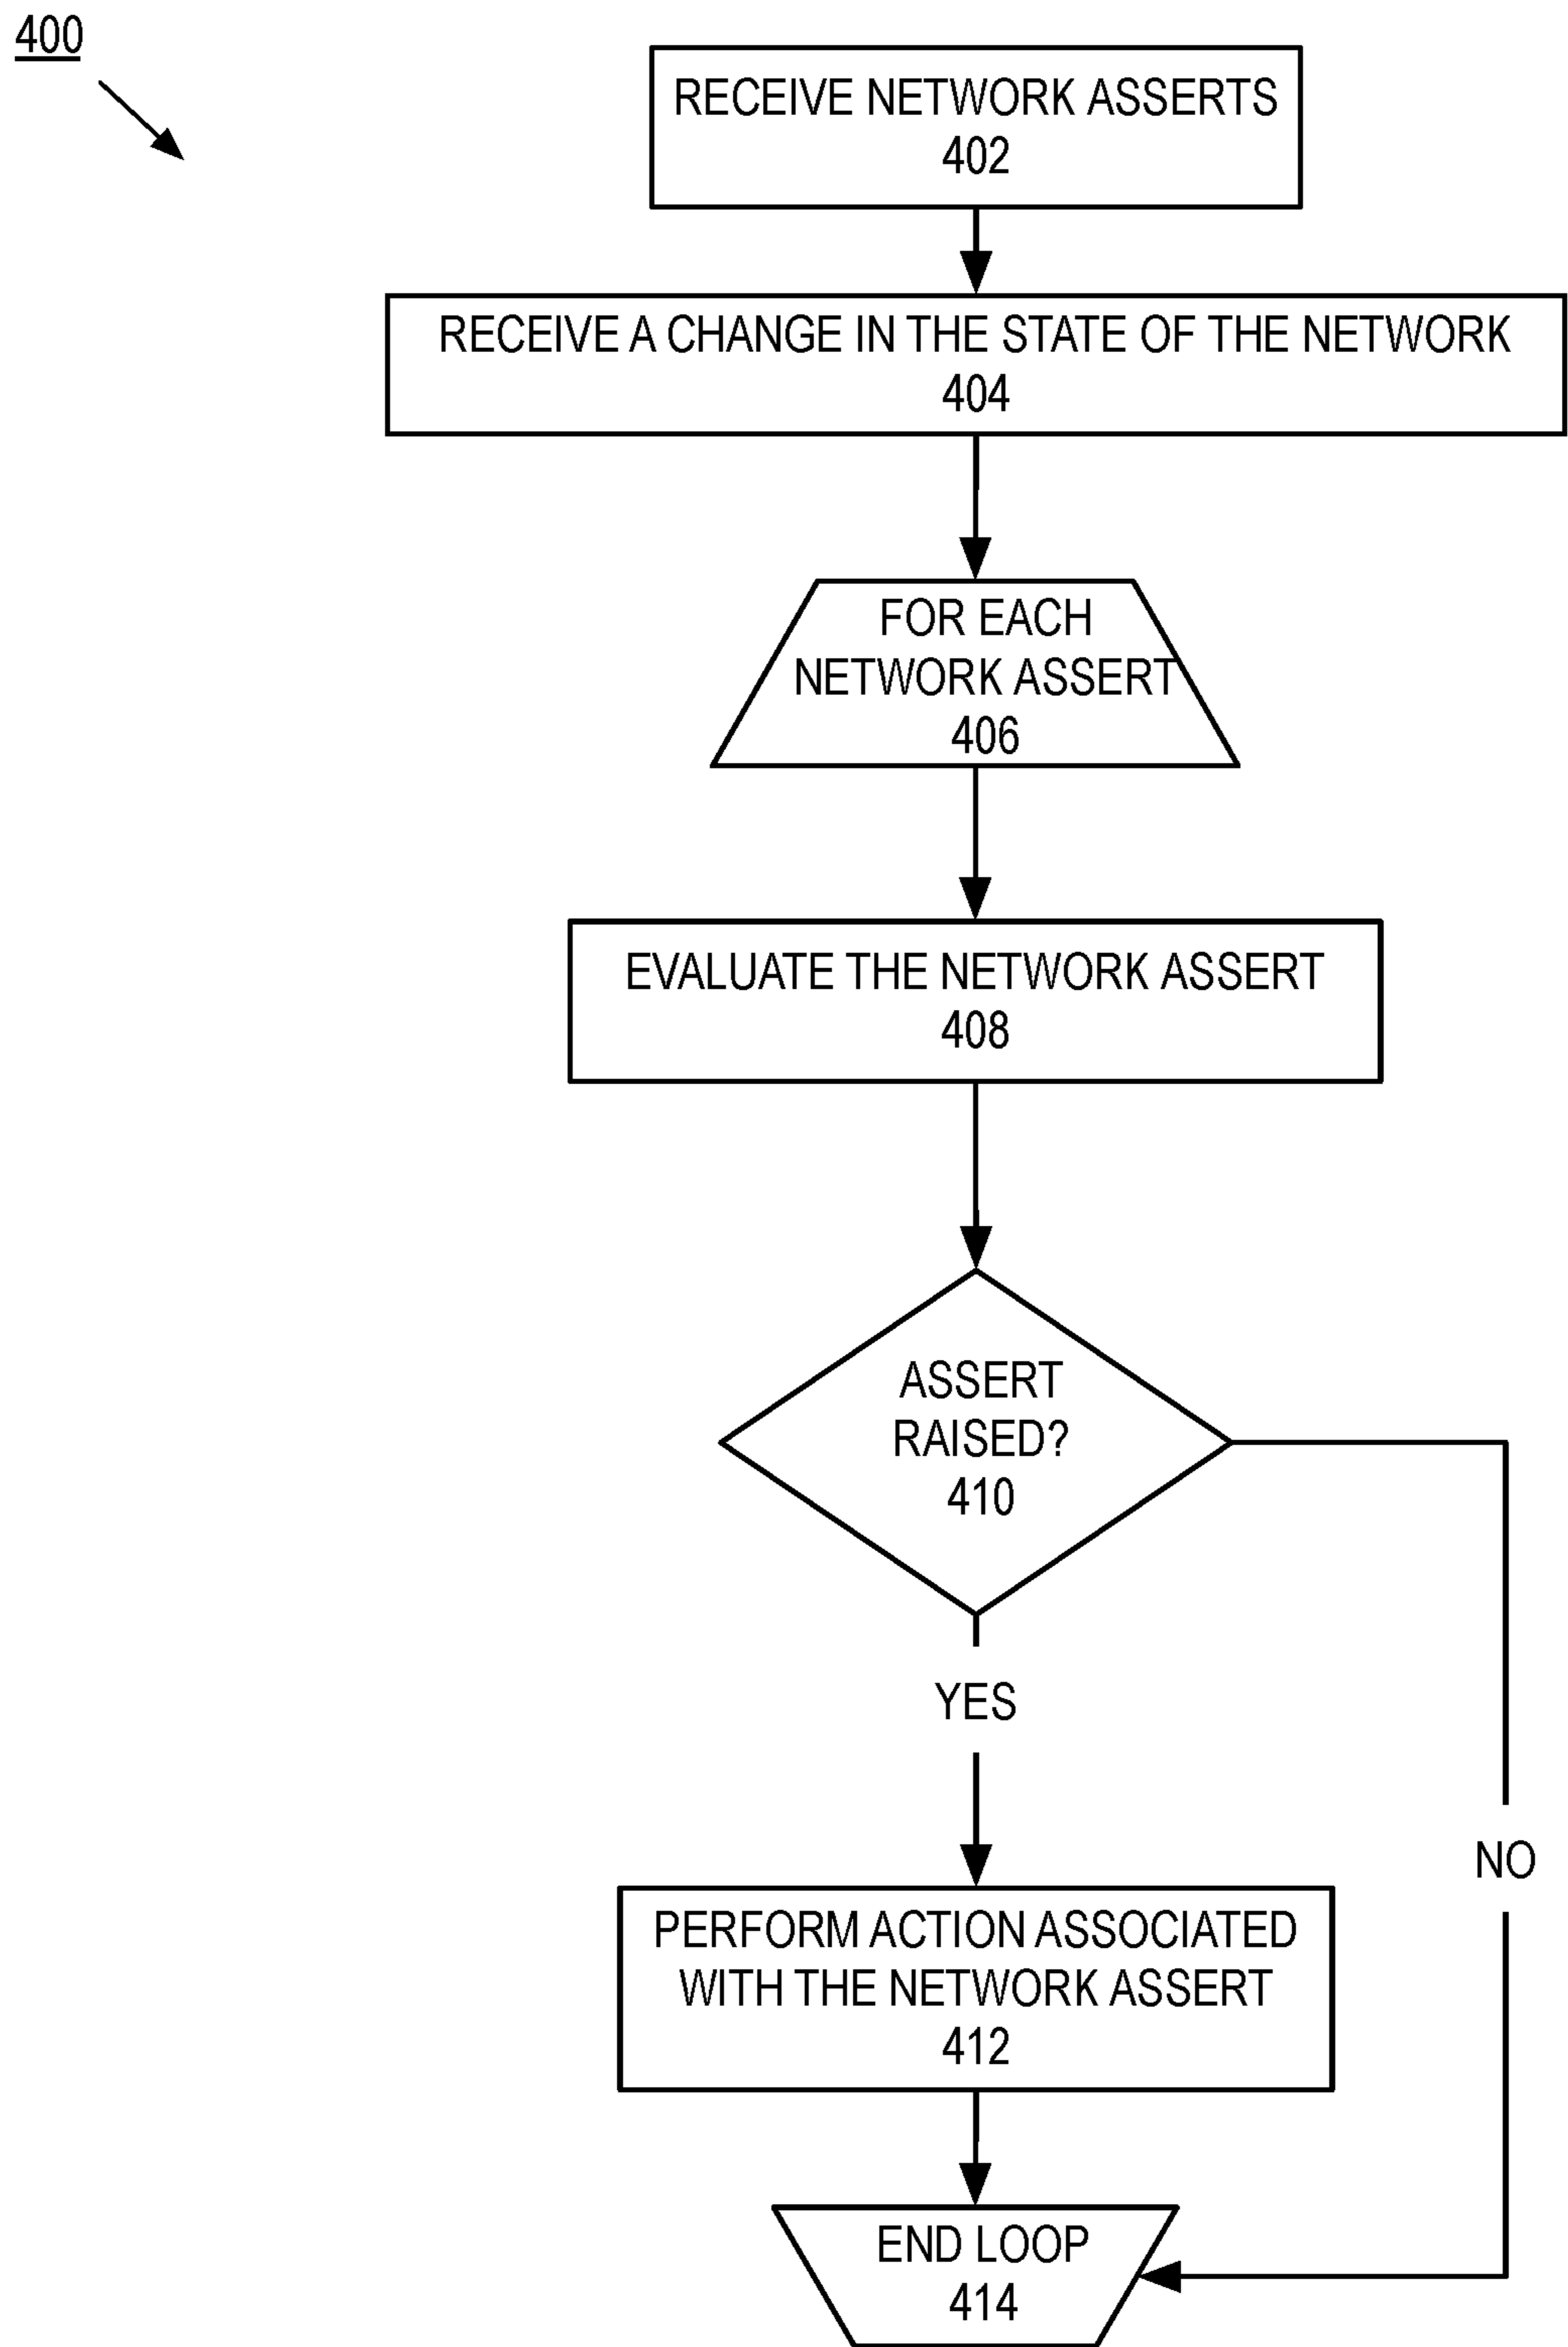 400
RECEIVE NETWORK ASSERTS
402
RECEIVE A CHANGE IN THE STATE OF THE NETWORK
404
FOR EACH
NETWORK ASSERT
406
EVALUATE THE NETWORK ASSERT
408
ASSERT
RAISED?
410
YES
NO
PERFORM ACTION ASSOCIATED
WITH THE NETWORK ASSERT
412
END LOOP
414